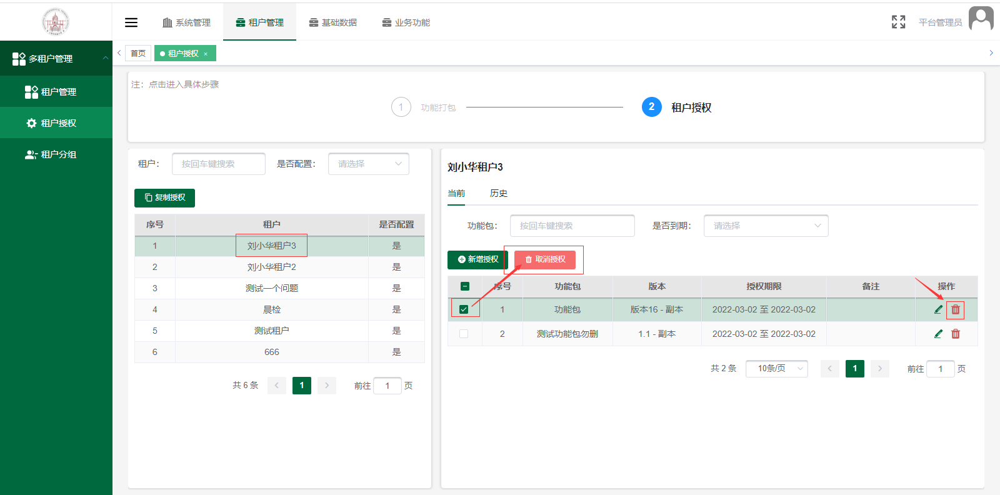 系统管理
租户管理
基础数据
业务功能
平台管理员
首页
租户授权 ×
多租户管理
租户管理
租户授权
租户分组
注：点击进入具体步骤
1
功能打包
2
租户授权
租户：
按回车键搜索
是否配置：
请选择
复制授权
序号 租户 是否配置
1 刘小华租户3 是
2 刘小华租户2 是
3 测试一个问题 是
4 晨检 是
5 测试租户 是
6 666 是
共 6 条
1
前往 1 页
刘小华租户3
当前
历史
功能包：
按回车键搜索
是否到期：
请选择
新增授权
取消授权
序号 功能包 版本 授权期限 备注 操作
1 功能包 版本16 - 副本 2022-03-02 至 2022-03-02
2 测试功能包勿删 1.1 - 副本 2022-03-02 至 2022-03-02
共 2 条
10条/页
1
前往 1 页